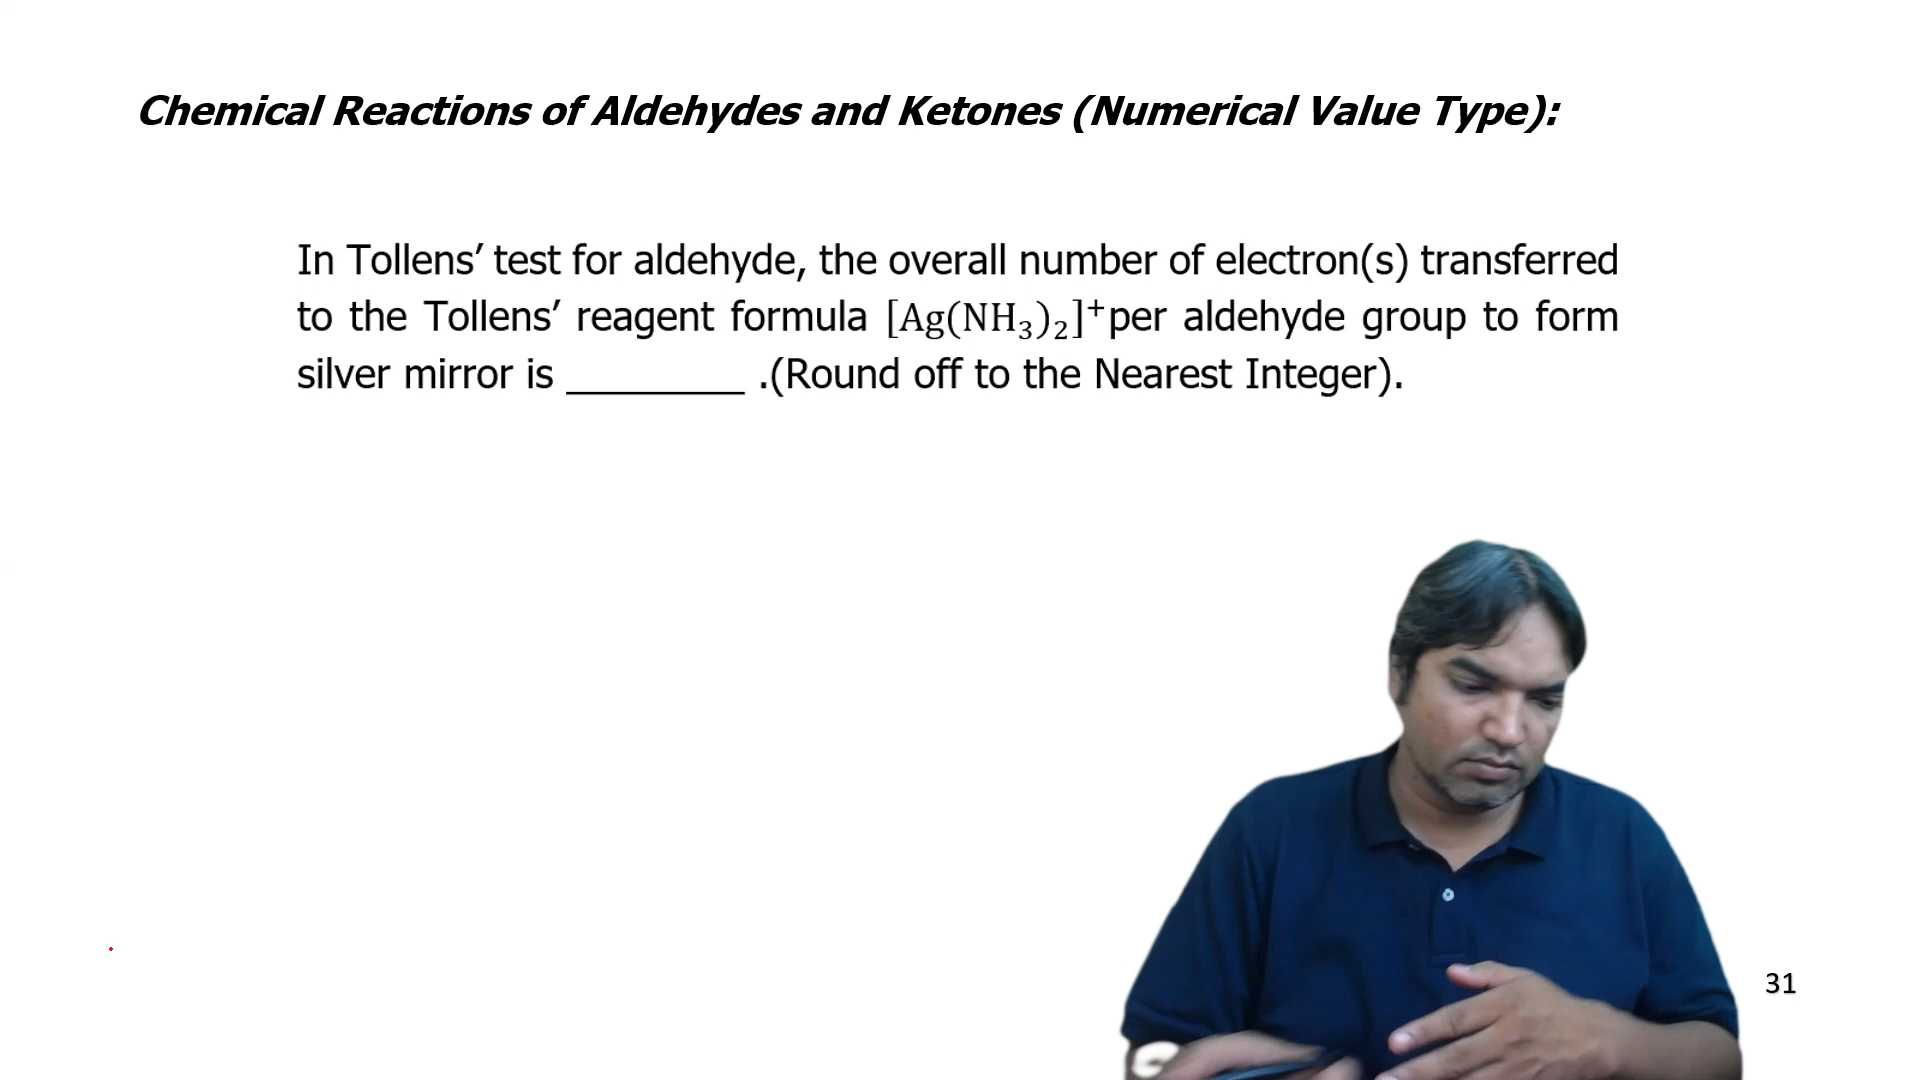 Chemical Reactions of Aldehydes and Ketones (Numerical Value Type):
In Tollens’ test for aldehyde, the overall number of electron(s) transferred
to the Tollens’ reagent formula [Ag(NH₃)₂]⁺per aldehyde group to form
silver mirror is ________ .(Round off to the Nearest Integer).
31